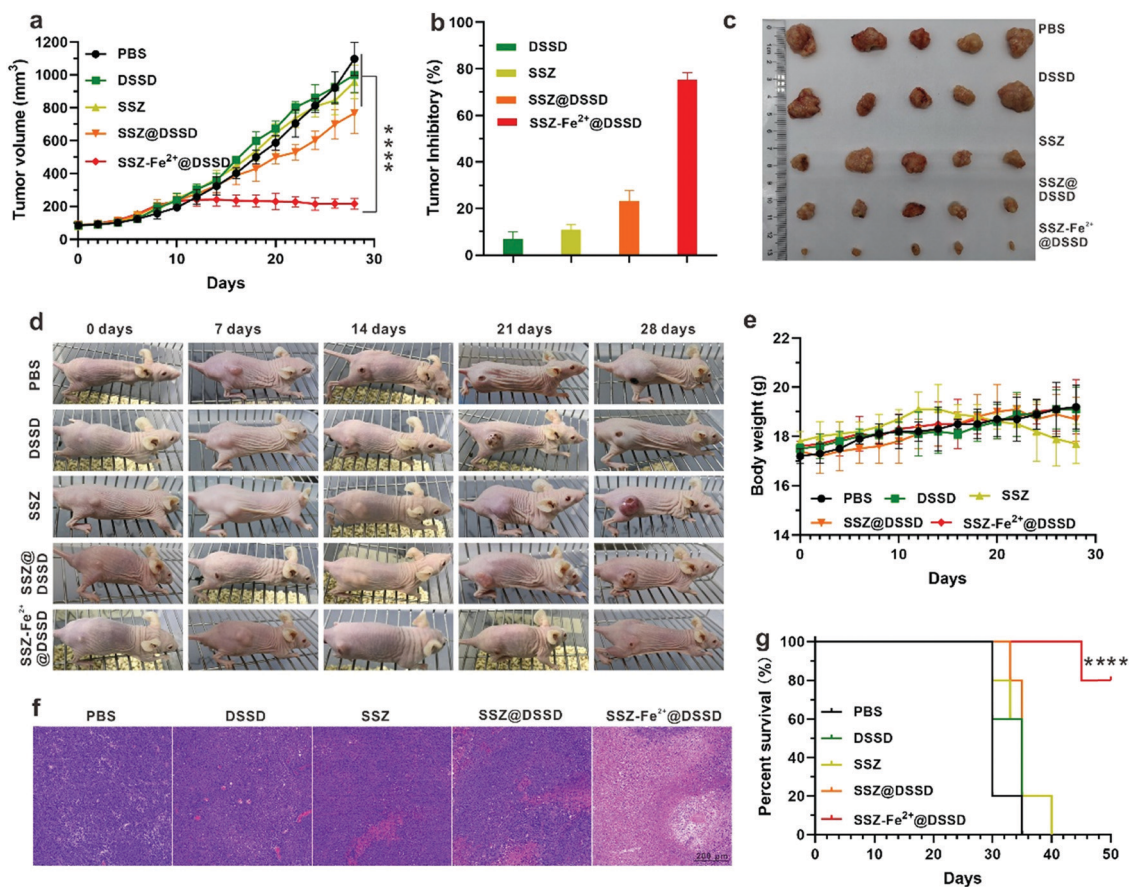 a
Tumor volume (mm³)
1200
1000
800
600
400
200
0
0
10
20
30
Days
PBS
DSSD
SSZ
SSZ@DSSD
SSZ-Fe²⁺@DSSD
****
b
Tumor Inhibitory (%)
100
80
60
40
20
0
DSSD
SSZ
SSZ@DSSD
SSZ-Fe²⁺@DSSD
c
PBS
DSSD
SSZ
SSZ@
DSSD
SSZ-Fe²⁺
@DSSD
d
0 days
7 days
14 days
21 days
28 days
PBS
DSSD
SSZ
SSZ@
DSSD
SSZ-Fe²⁺
@DSSD
e
Body weight (g)
22
20
18
16
14
0
10
20
30
Days
PBS
DSSD
SSZ
SSZ@DSSD
SSZ-Fe²⁺@DSSD
f
PBS
DSSD
SSZ
SSZ@DSSD
SSZ-Fe²⁺@DSSD
200 μm
g
Percent survival (%)
100
80
60
40
20
0
0
10
20
30
40
50
Days
PBS
DSSD
SSZ
SSZ@DSSD
SSZ-Fe²⁺@DSSD
****